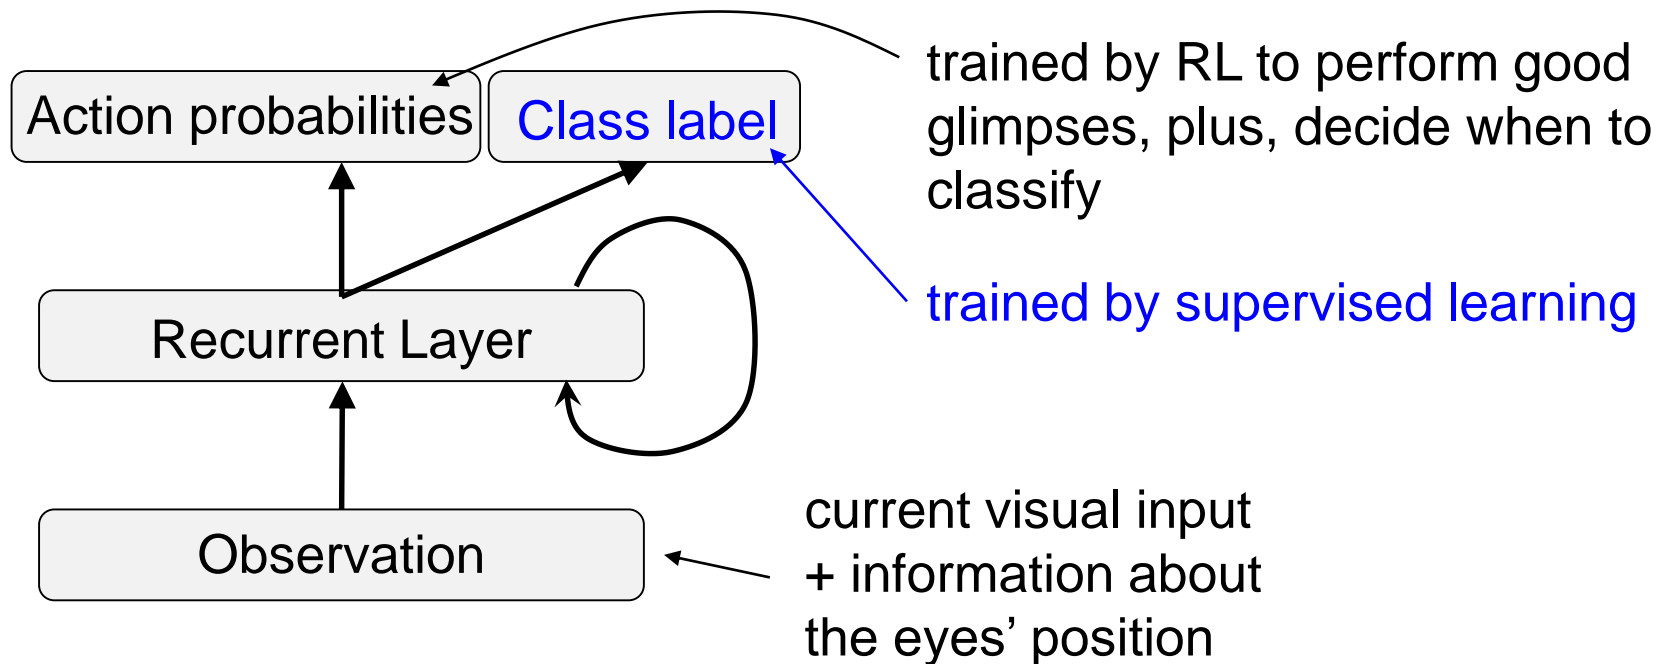 Action probabilities
Class label
trained by RL to perform good
glimpses, plus, decide when to
classify
trained by supervised learning
Recurrent Layer
Observation
current visual input
+ information about
the eyes’ position